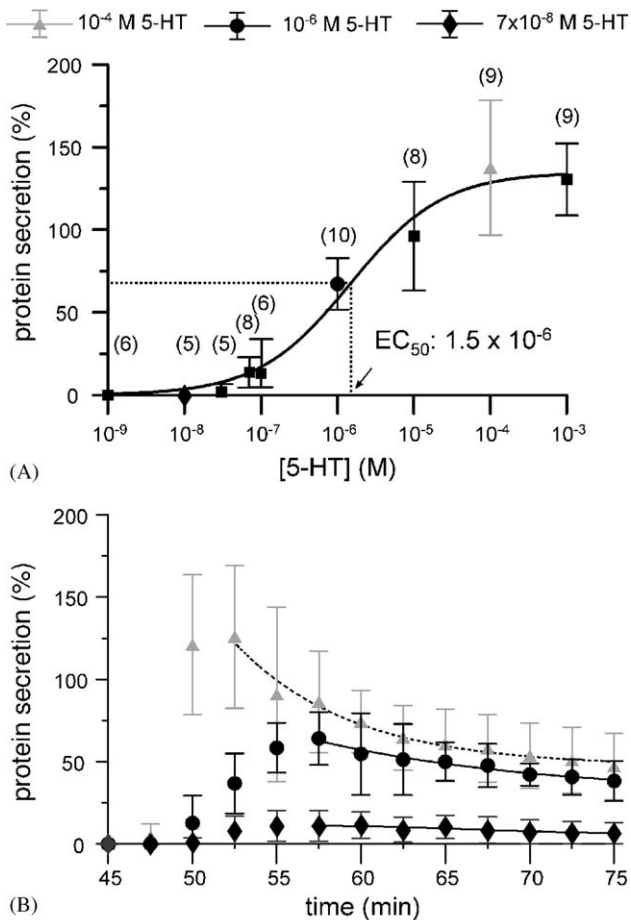 10⁻⁴ M 5-HT 10⁻⁶ M 5-HT 7x10⁻⁸ M 5-HT
200
150
100
50
0
protein secretion (%)
(6)
(5)
(5)
(8)
(6)
(10)
(8)
(9)
(9)
EC₅₀: 1.5 x 10⁻⁶
10⁻⁹ 10⁻⁸ 10⁻⁷ 10⁻⁶ 10⁻⁵ 10⁻⁴ 10⁻³
[5-HT] (M)
(A)
200
150
100
50
0
protein secretion (%)
45 50 55 60 65 70 75
time (min)
(B)